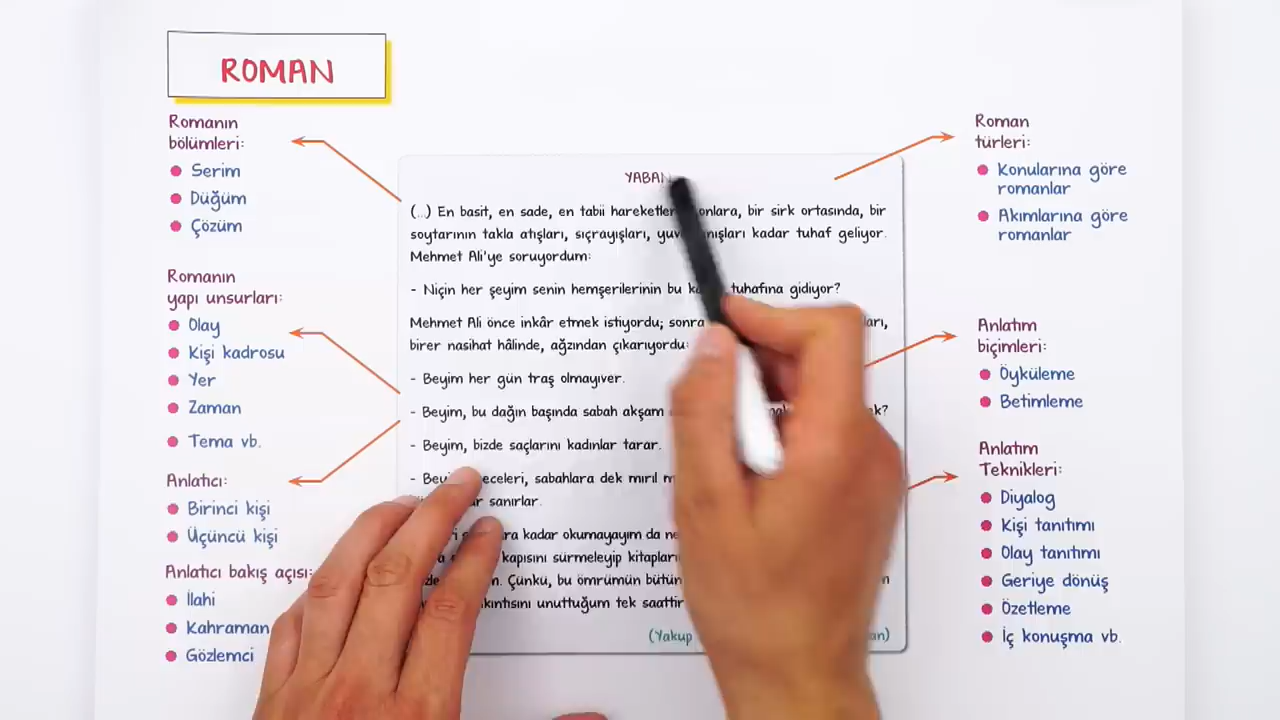 ROMAN
Romanın
bölümleri:
Serim
Düğüm
Çözüm
Romanın
yapı unsurları:
Olay
Kişi kadrosu
Yer
Zaman
Tema vb.
Anlatıcı:
Birinci kişi
Üçüncü kişi
Anlatıcı bakış açısı:
İlahi
Kahraman
Gözlemci
YABAN
(...) En basit, en sade, en tabii onlara, bir sirk ortasında, bir
soytarının takla atışları, sıçrayışları, kadar tuhaf geliyor.
Mehmet Ali'ye soruyordum:
- Niçin her şeyim senin hemşerilerinin bu tuhafına gidiyor?
Mehmet Ali önce inkâr etmek istiyordu; sonra
birer nasihat hâlinde, ağzından çıkarıyordu:
- Beyim her gün traş olmayıver.
- Beyim, bu dağın başında sabah akşam
- Beyim, bizde saçlarını kadınlar tarar.
- geceleri, sabahlara dek mırıl
sanırlar.
kadar okumayayım da
kapısını sürmeleyip
Çünkü, bu ömrümün bütün
unuttuğum tek saattir
(Yakup
Roman
türleri:
Konularına göre
romanlar
Akımlarına göre
romanlar
Anlatım
biçimleri:
Öyküleme
Betimleme
Anlatım
Teknikleri:
Diyalog
Kişi tanıtımı
Olay tanıtımı
Geriye dönüş
Özetleme
İç konuşma vb.